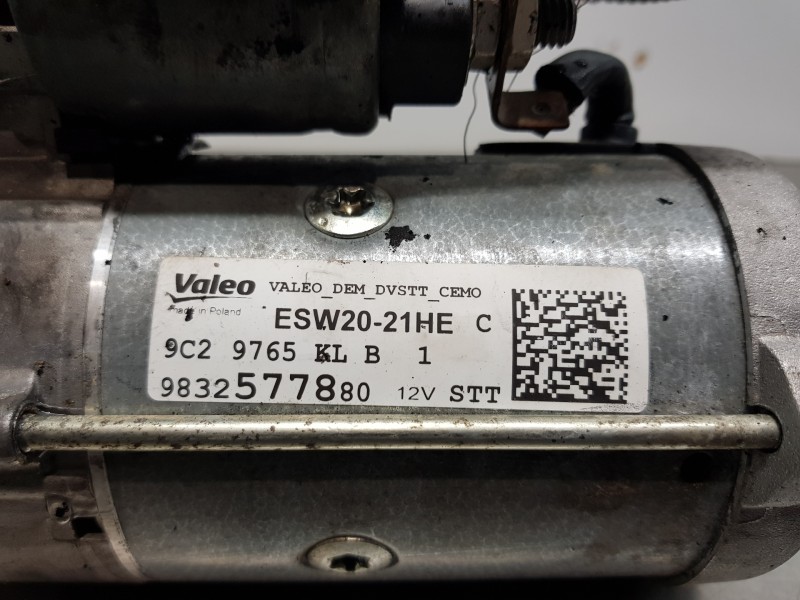 Valeo VALEO_DEM_DVSTT_CEMO
Made in Poland
ESW20-21HE C
9C2 9765 KL B 1
9832577880 12V STT